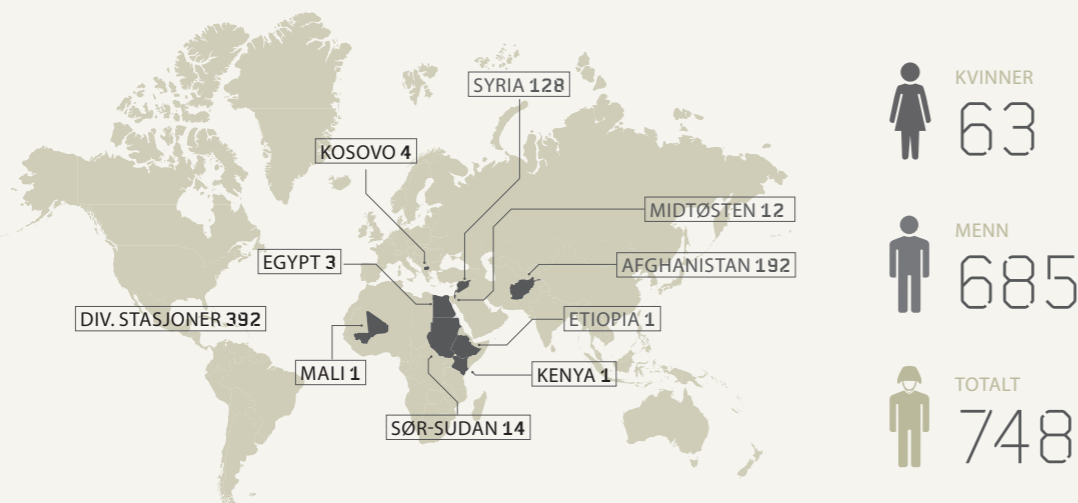 SYRIA 128
KVINNER
63
KOSOVO 4
MIDTØSTEN 12
MENN
685
EGYPT 3
AFGHANISTAN 192
DIV. STASJONER 392
ETIOPIA 1
MALI 1
KENYA 1
TOTALT
748
SØR-SUDAN 14